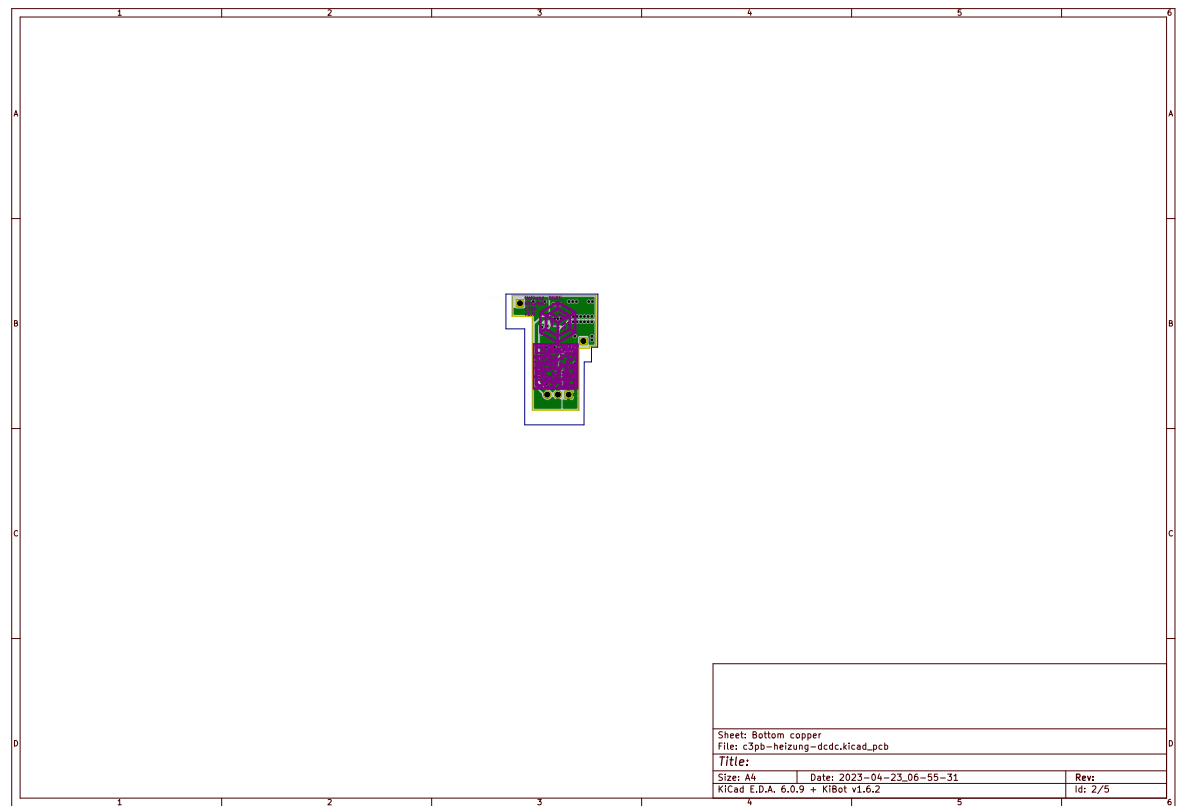 1 2 3 4 5 6
A A
B B
C C
D D
Sheet: Bottom copper
File: c3pb-heizung-dcdc.kicad_pcb
Title:
Size: A4 Date: 2023-04-23_06-55-31 Rev:
KiCad E.D.A. 6.0.9 + KiBot v1.6.2 Id: 2/5
1 2 3 4 5 6